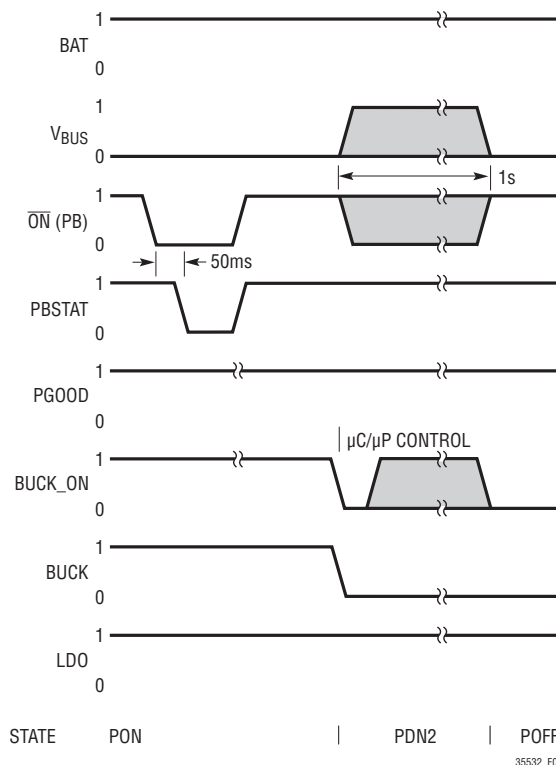 1
BAT
0
1
VBUS
0
1s
1
ON (PB)
0
50ms
1
PBSTAT
0
1
PGOOD
0
µC/µP CONTROL
1
BUCK_ON
0
1
BUCK
0
1
LDO
0
STATE PON PDN2 POFF